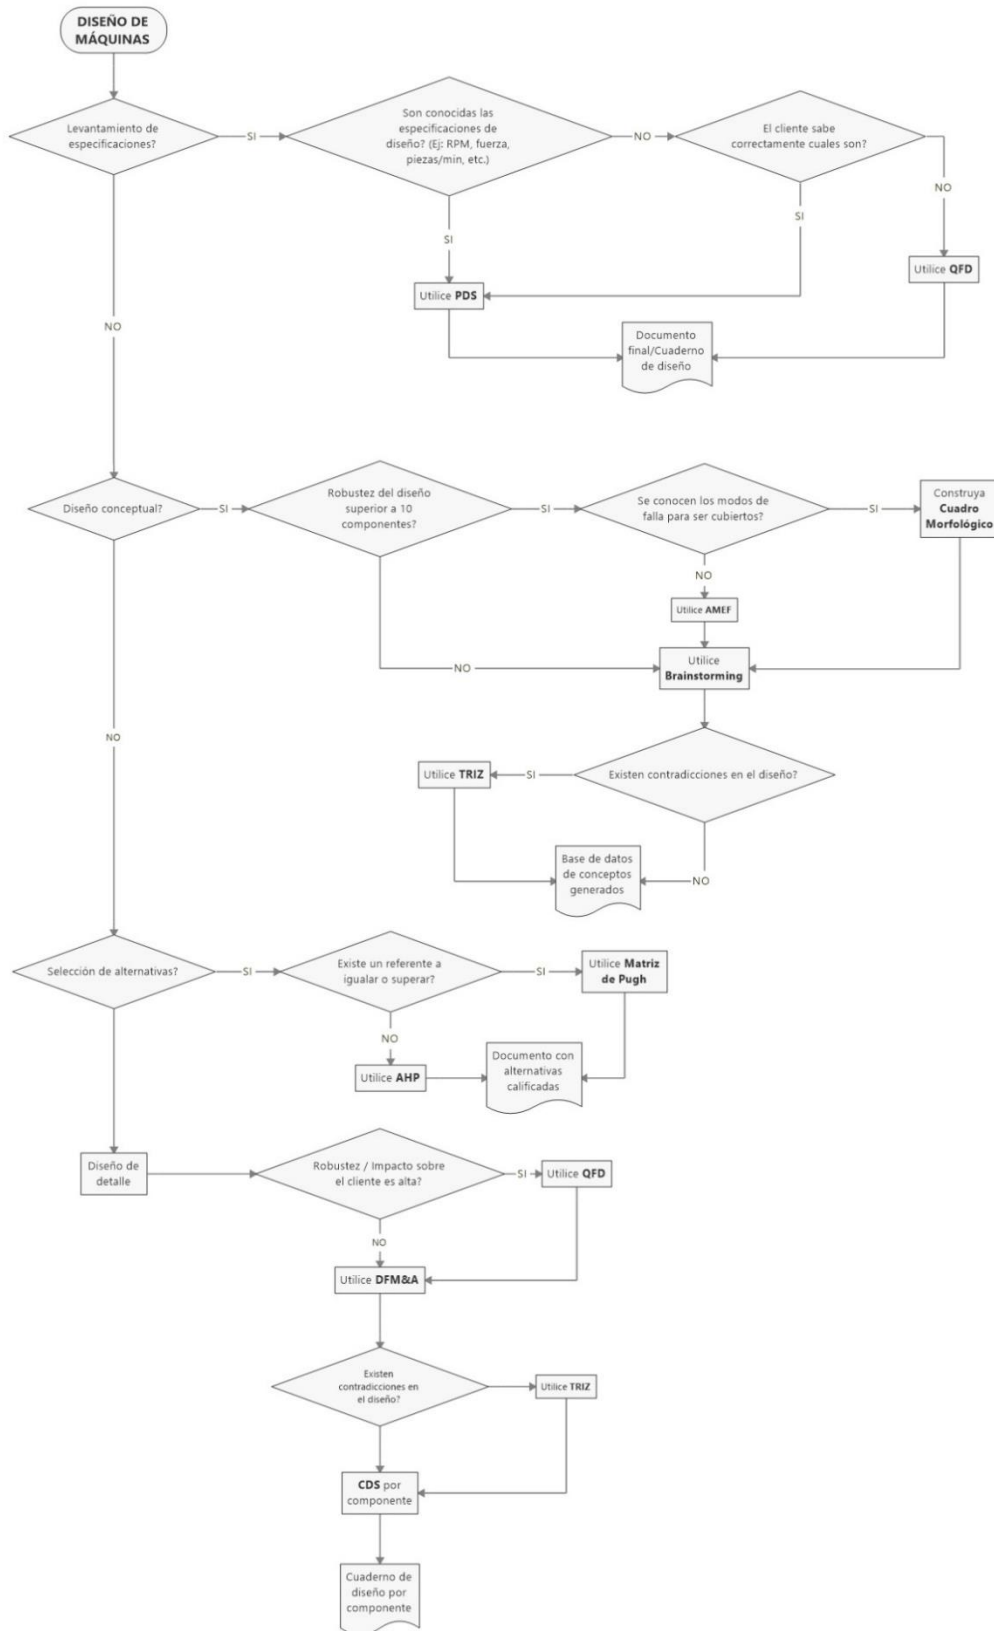 DISEÑO DE
MÁQUINAS
Levantamiento de
especificaciones?
SI
Son conocidas las
especificaciones de
diseño? (Ej: RPM, fuerza,
piezas/min, etc.)
NO
El cliente sabe
correctamente cuales son?
NO
SI
SI
Utilice QFD
Utilice PDS
NO
Documento
final/Cuaderno
de diseño
Diseño conceptual?
SI
Robustez del diseño
superior a 10
componentes?
SI
Se conocen los modos de
falla para ser cubiertos?
SI
Construya
Cuadro
Morfológico
NO
Utilice AMEF
NO
Utilice
Brainstorming
NO
Existen contradicciones en el diseño?
SI
Utilice TRIZ
NO
Base de datos
de conceptos
generados
Selección de alternativas?
SI
Existe un referente a
igualar o superar?
SI
Utilice Matriz
de Pugh
NO
Utilice AHP
Documento con
alternativas
calificadas
Diseño de
detalle
Robustez / Impacto sobre
el cliente es alta?
SI
Utilice QFD
NO
Utilice DFM&A
Existen
contradicciones en
el diseño?
Utilice TRIZ
CDS por
componente
Cuaderno de
diseño por
componente